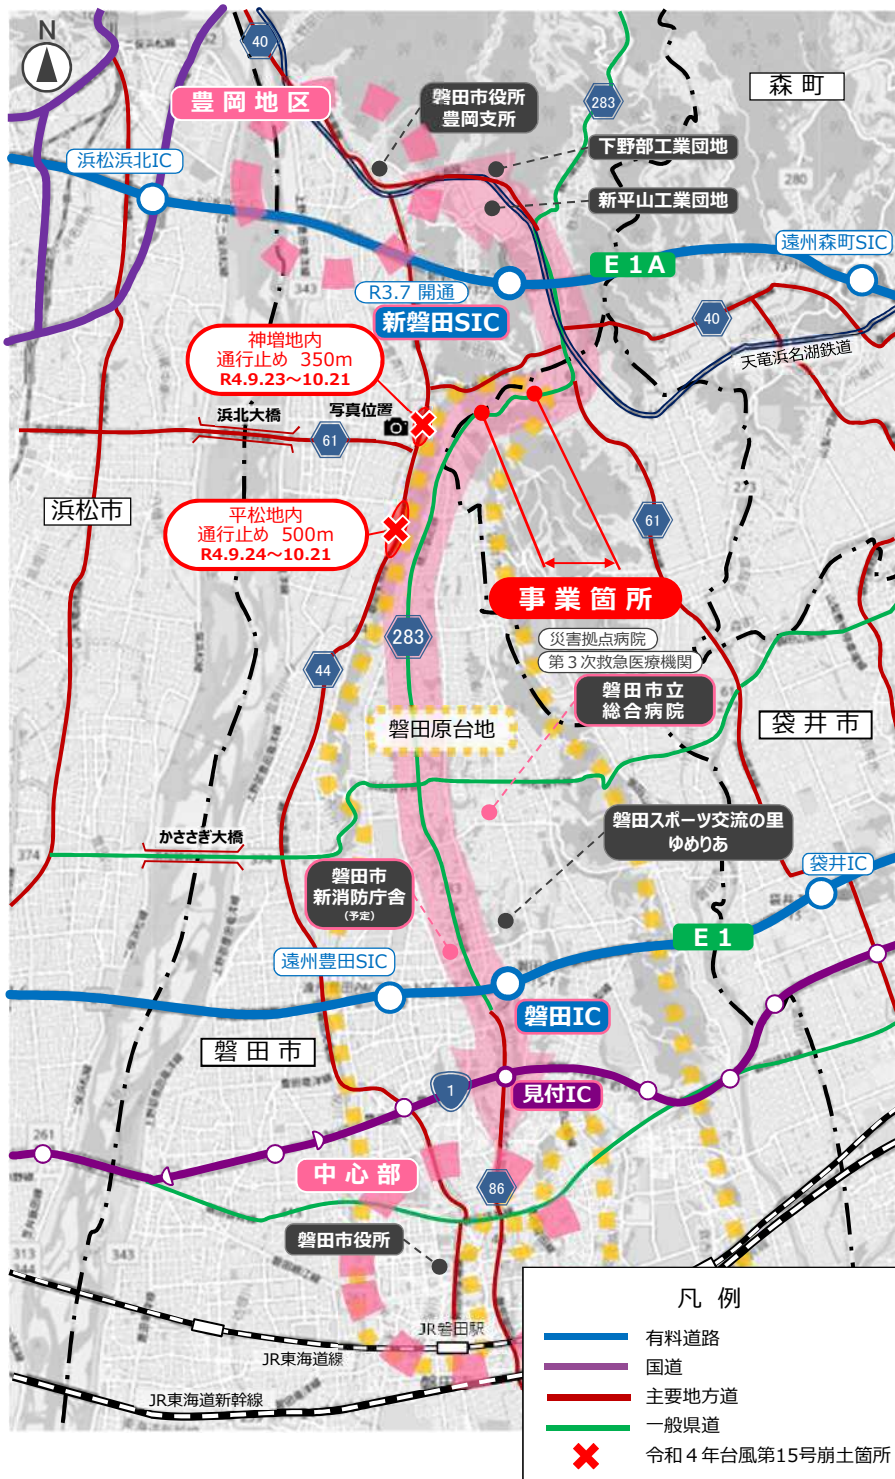 N
40
豊岡地区
磐田市役所
豊岡支所
283
森町
下野部工業団地
浜松浜北IC
280
新平山工業団地
遠州森町SIC
E1A
343
R3.7 開通
新磐田SIC
40
天竜浜名湖鉄道
神増地内
通行止め 350m
R4.9.23～10.21
浜北大橋
写真位置
61
浜松市
平松地内
通行止め 500m
R4.9.24～10.21
61
事業箇所
283
災害拠点病院
第3次救急医療機関
44
磐田市立
総合病院
磐田原台地
袋井市
かささぎ大橋
374
磐田スポーツ交流の里
ゆめりあ
磐田市
新消防庁舎
(予定)
袋井IC
E1
遠州豊田SIC
磐田IC
磐田市
1
見付IC
261
中心部
86
磐田市役所
313
343
344
凡例
JR磐田駅
有料道路
JR東海道線
国道
主要地方道
JR東海道新幹線
一般県道
令和４年台風第15号崩土箇所